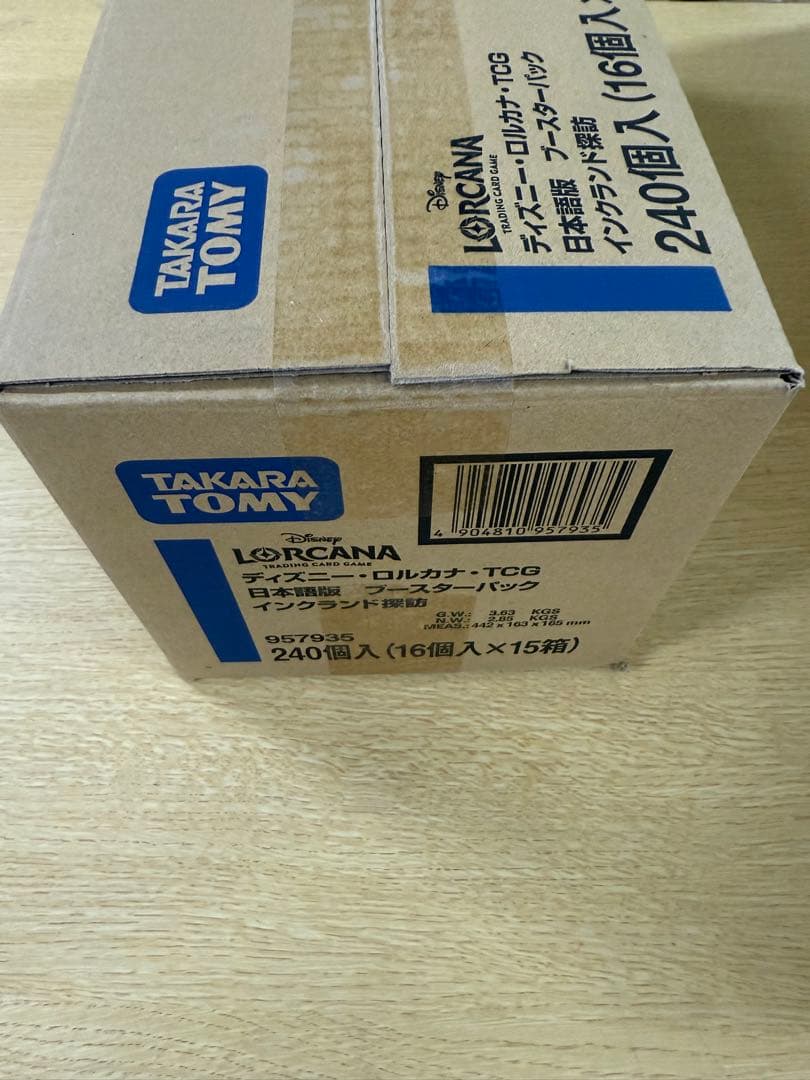 TAKARA
TOMY
Disney
LORCANA
TRADING CARD GAME
ディズニー・ロルカナ・TCG
日本語版 ブースターパック
インクランド探訪
240個入(16個入×
TAKARA
TOMY
4 904810 957935
Disney
LORCANA
TRADING CARD GAME
ディズニー・ロルカナ・TCG
日本語版 ブースターパック
インクランド探訪
G.W.: 3.63 KGS
N.W.: 2.85 KGS
MEAS.: 442 x 163 x 165 mm
957935
240個入(16個入×15箱)